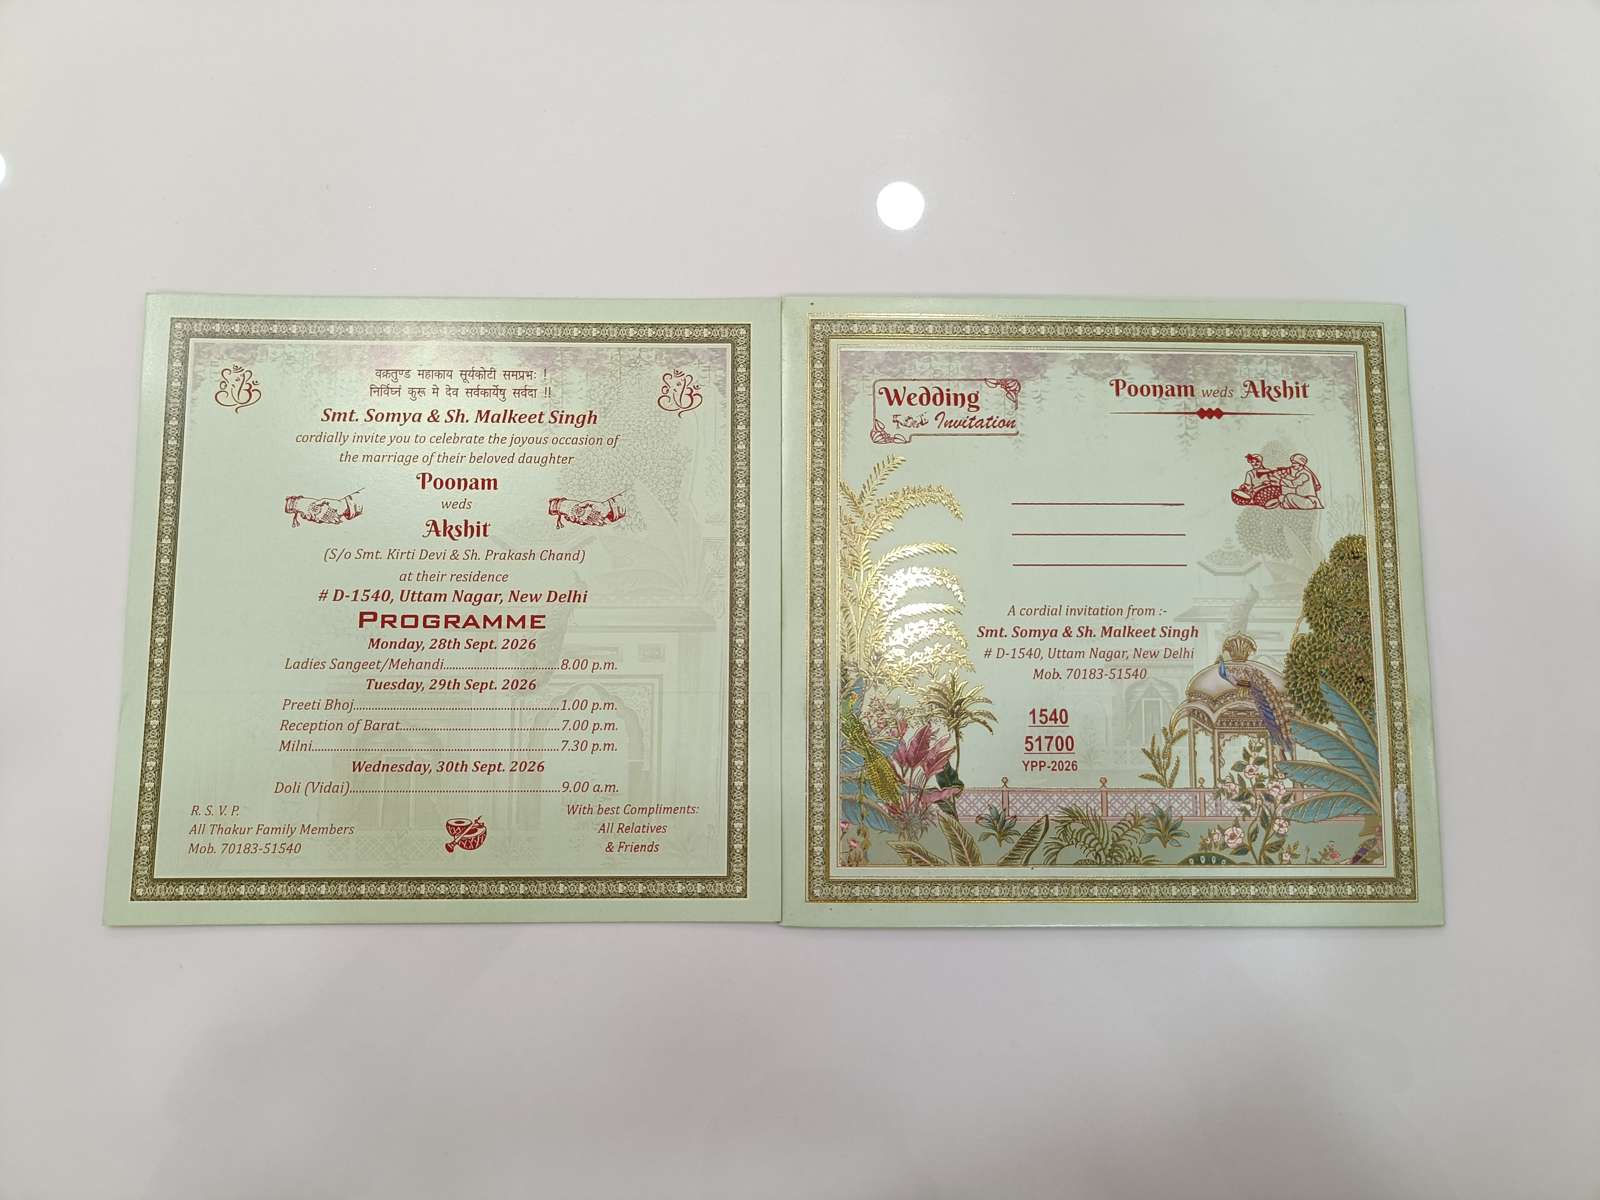 वक्रतुण्ड महाकाय सूर्यकोटी समप्रभः !
निर्विघ्नं कुरू मे देव सर्वकार्येषु सर्वदा !!
Smt. Somya & Sh. Malkeet Singh
cordially invite you to celebrate the joyous occasion of
the marriage of their beloved daughter
Poonam
weds
Akshit
(S/o Smt. Kirti Devi & Sh. Prakash Chand)
at their residence
# D-1540, Uttam Nagar, New Delhi
PROGRAMME
Monday, 28th Sept. 2026
Ladies Sangeet/Mehandi..............................8.00 p.m.
Tuesday, 29th Sept. 2026
Preeti Bhoj.....................................................1.00 p.m.
Reception of Barat.........................................7.00 p.m.
Milni................................................................7.30 p.m.
Wednesday, 30th Sept. 2026
Doli (Vidai).....................................................9.00 a.m.
R. S. V. P.
All Thakur Family Members
Mob. 70183-51540
With best Compliments:
All Relatives
& Friends
Wedding
Invitation
Poonam weds Akshit
A cordial invitation from :-
Smt. Somya & Sh. Malkeet Singh
# D-1540, Uttam Nagar, New Delhi
Mob. 70183-51540
1540
51700
YPP-2026